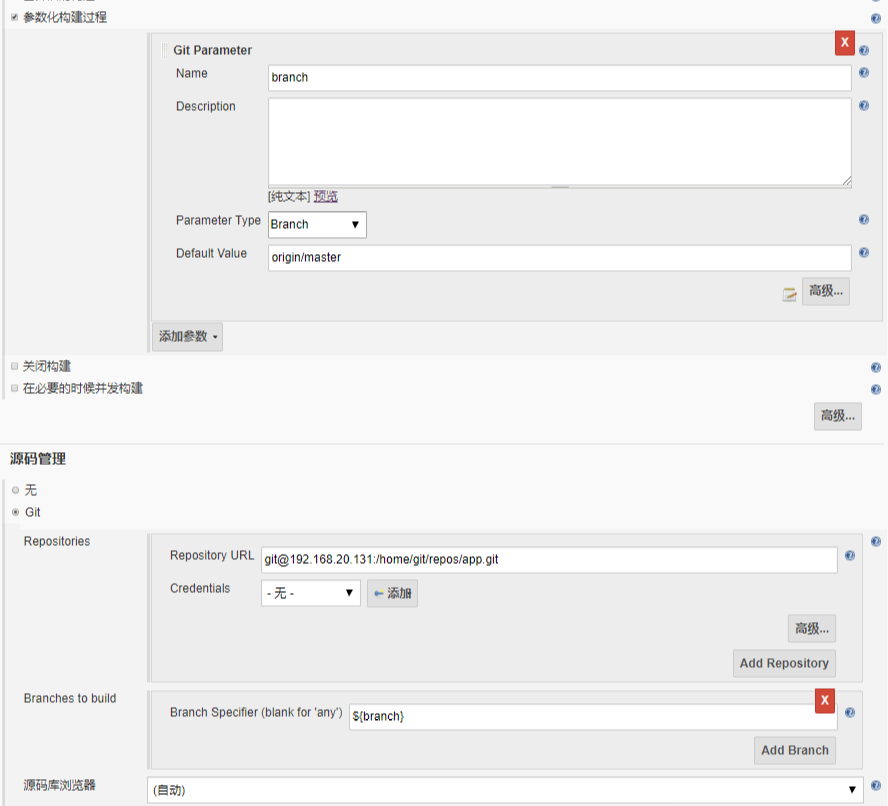 参数化构建过程
X
Git Parameter
Name
branch
Description
[纯文本] 预览
Parameter Type
Branch
Default Value
origin/master
高级...
添加参数
关闭构建
在必要的时候并发构建
高级...
源码管理
无
Git
Repositories
Repository URL
git@192.168.20.131:/home/git/repos/app.git
Credentials
- 无 -
添加
高级...
Add Repository
Branches to build
X
Branch Specifier (blank for 'any')
${branch}
Add Branch
源码库浏览器
(自动)